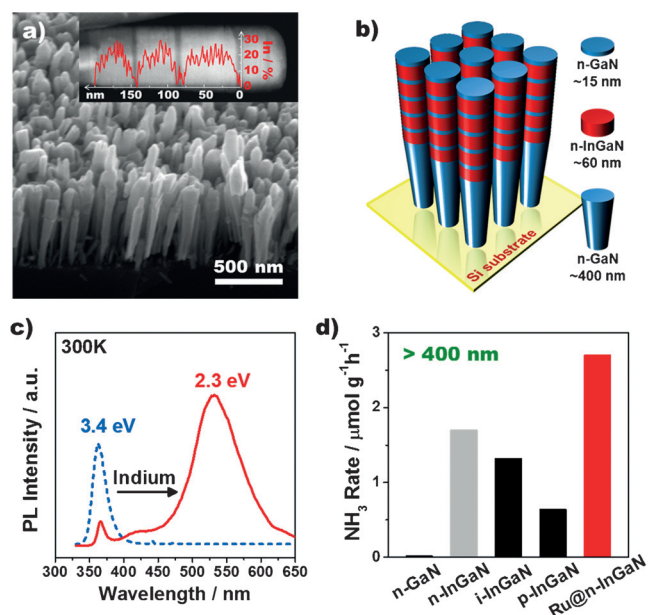 a)
In / %
30
20
10
0
nm 150 100 50 0
500 nm
b)
n-GaN
~15 nm
n-InGaN
~60 nm
n-GaN
~400 nm
Si substrate
c)
300K
3.4 eV
2.3 eV
Indium
PL Intensity / a.u.
300 350 400 450 500 550 600 650
Wavelength / nm
d)
> 400 nm
NH₃ Rate / μmol g⁻¹h⁻¹
3
2
1
0
n-GaN
n-InGaN
i-InGaN
p-InGaN
Ru@n-InGaN